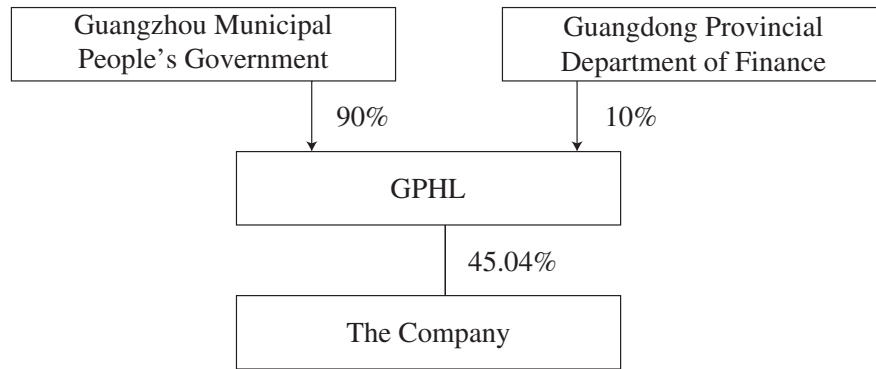 Guangzhou Municipal
People's Government
Guangdong Provincial
Department of Finance
90%
10%
GPHL
45.04%
The Company